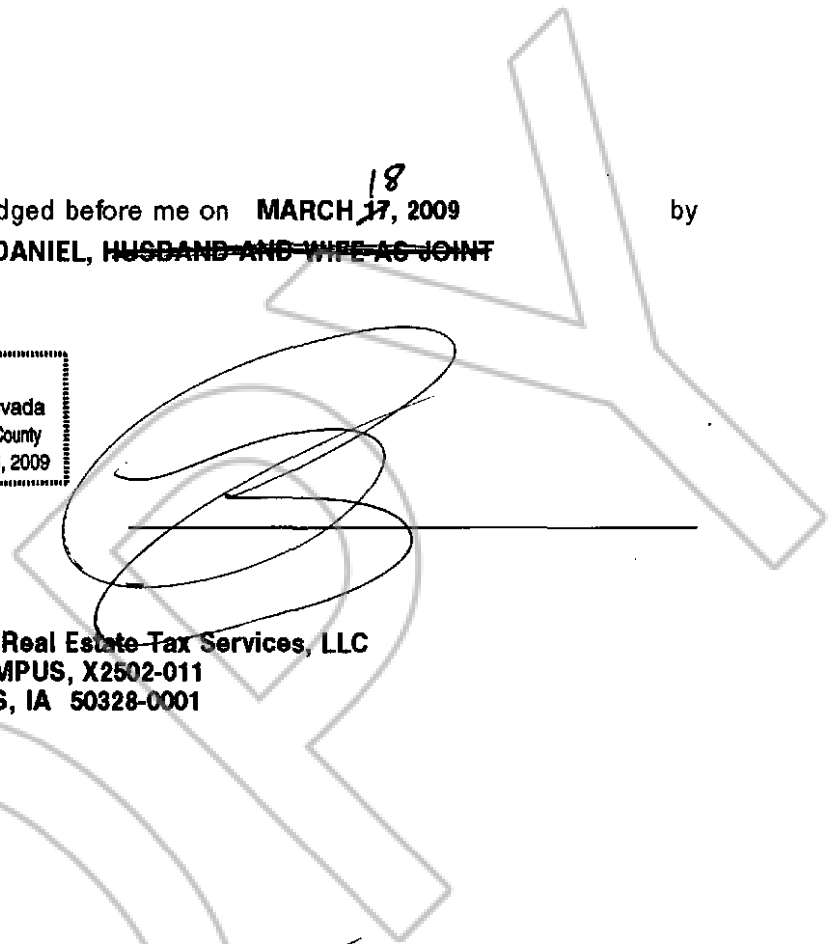 18
dged before me on MARCH 17, 2009 by
DANIEL, HUSBAND AND WIFE AS JOINT
vada
County
, 2009
Real Estate Tax Services, LLC
MPUS, X2502-011
S, IA 50328-0001